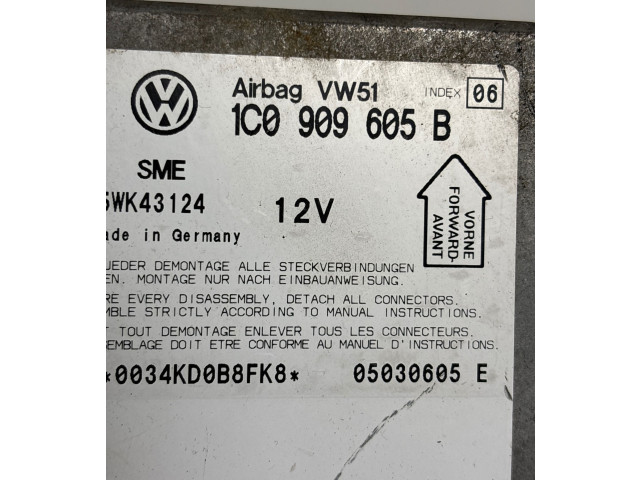 Airbag VW51 INDEX 06
1C0 909 605 B
SME
5WK43124 12V
ade in Germany
VORNE
FORWARD-
AVANT
JEDER DEMONTAGE ALLE STECKVERBINDUNGEN
EN. MONTAGE NUR NACH EINBAUANWEISUNG.
RE EVERY DISASSEMBLY, DETACH ALL CONNECTORS.
MBLE STRICTLY ACCORDING TO MANUAL INSTRUCTIONS.
T TOUT DEMONTAGE ENLEVER TOUS LES CONNECTEURS.
SEMBLAGE DOIT ETRE CONFORME AU MANUEL D'INSTRUCTIONS.
*0034KD0B8FK8* 05030605 E